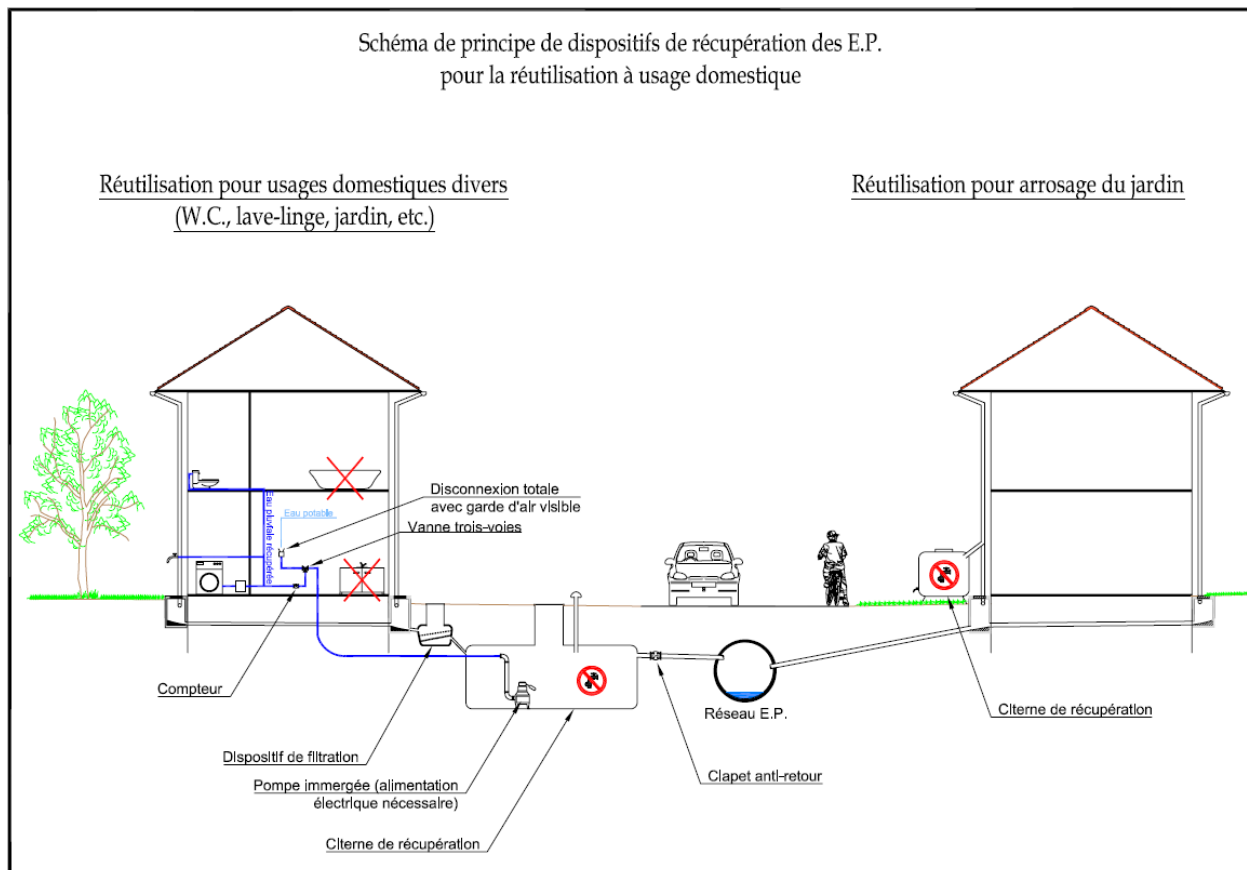 Schéma de principe de dispositifs de récupération des E.P.
pour la réutilisation à usage domestique
Réutilisation pour usages domestiques divers
(W.C., lave-linge, jardin, etc.)
Réutilisation pour arrosage du jardin
Disconnexion totale
avec garde d'air visible
Eau potable
Vanne trois-voies
Eau pluviale récupérée
Compteur
Réseau E.P.
Citerne de récupération
Dispositif de filtration
Clapet anti-retour
Pompe immergée (alimentation
électrique nécessaire)
Citerne de récupération